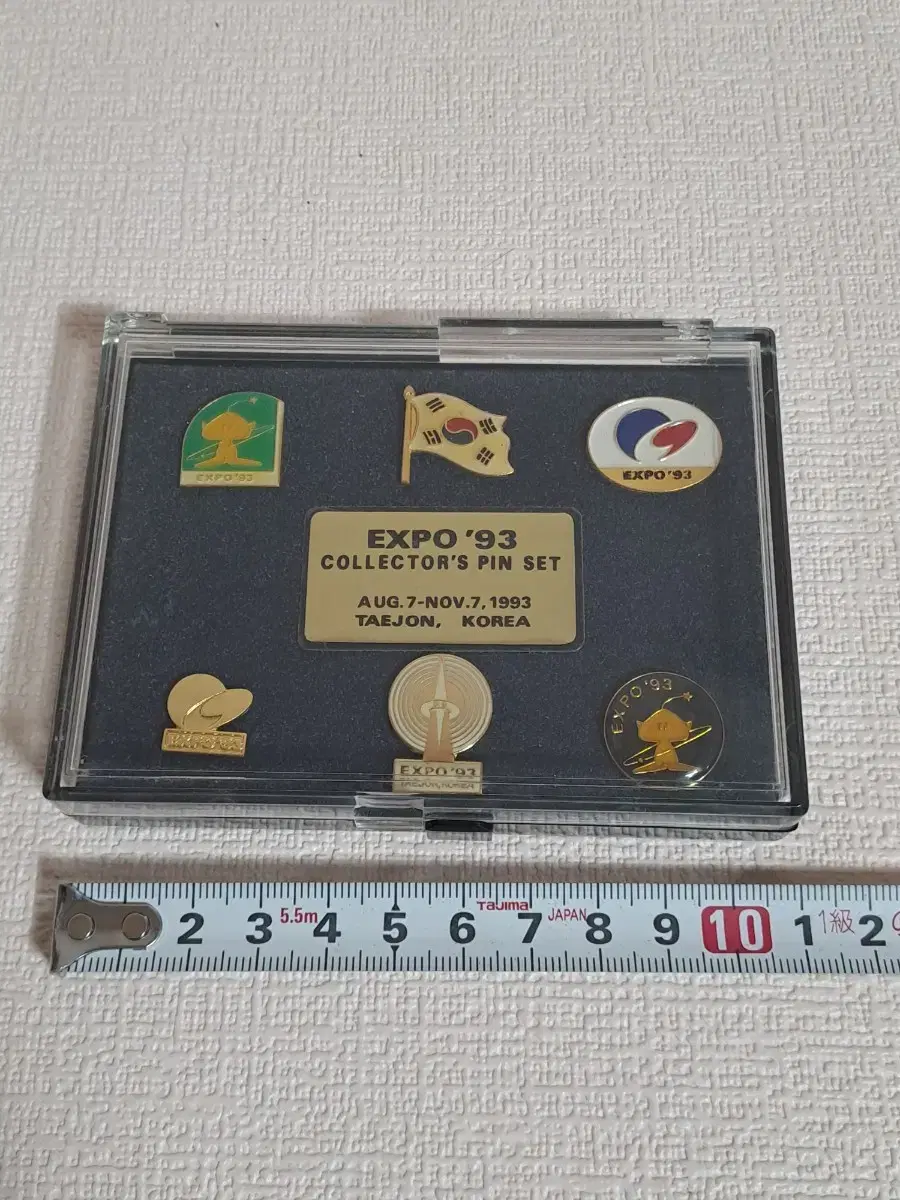 EXPO'93
EXPO'93
EXPO '93
COLLECTOR'S PIN SET
AUG.7-NOV.7,1993
TAEJON, KOREA
EXPO'93
EXPO'93
TAEJON, KOREA
EXPO'93
2 3 5.5m 4 5 6 Tajima 7 JAPAN 8 9 10 1 1級 2